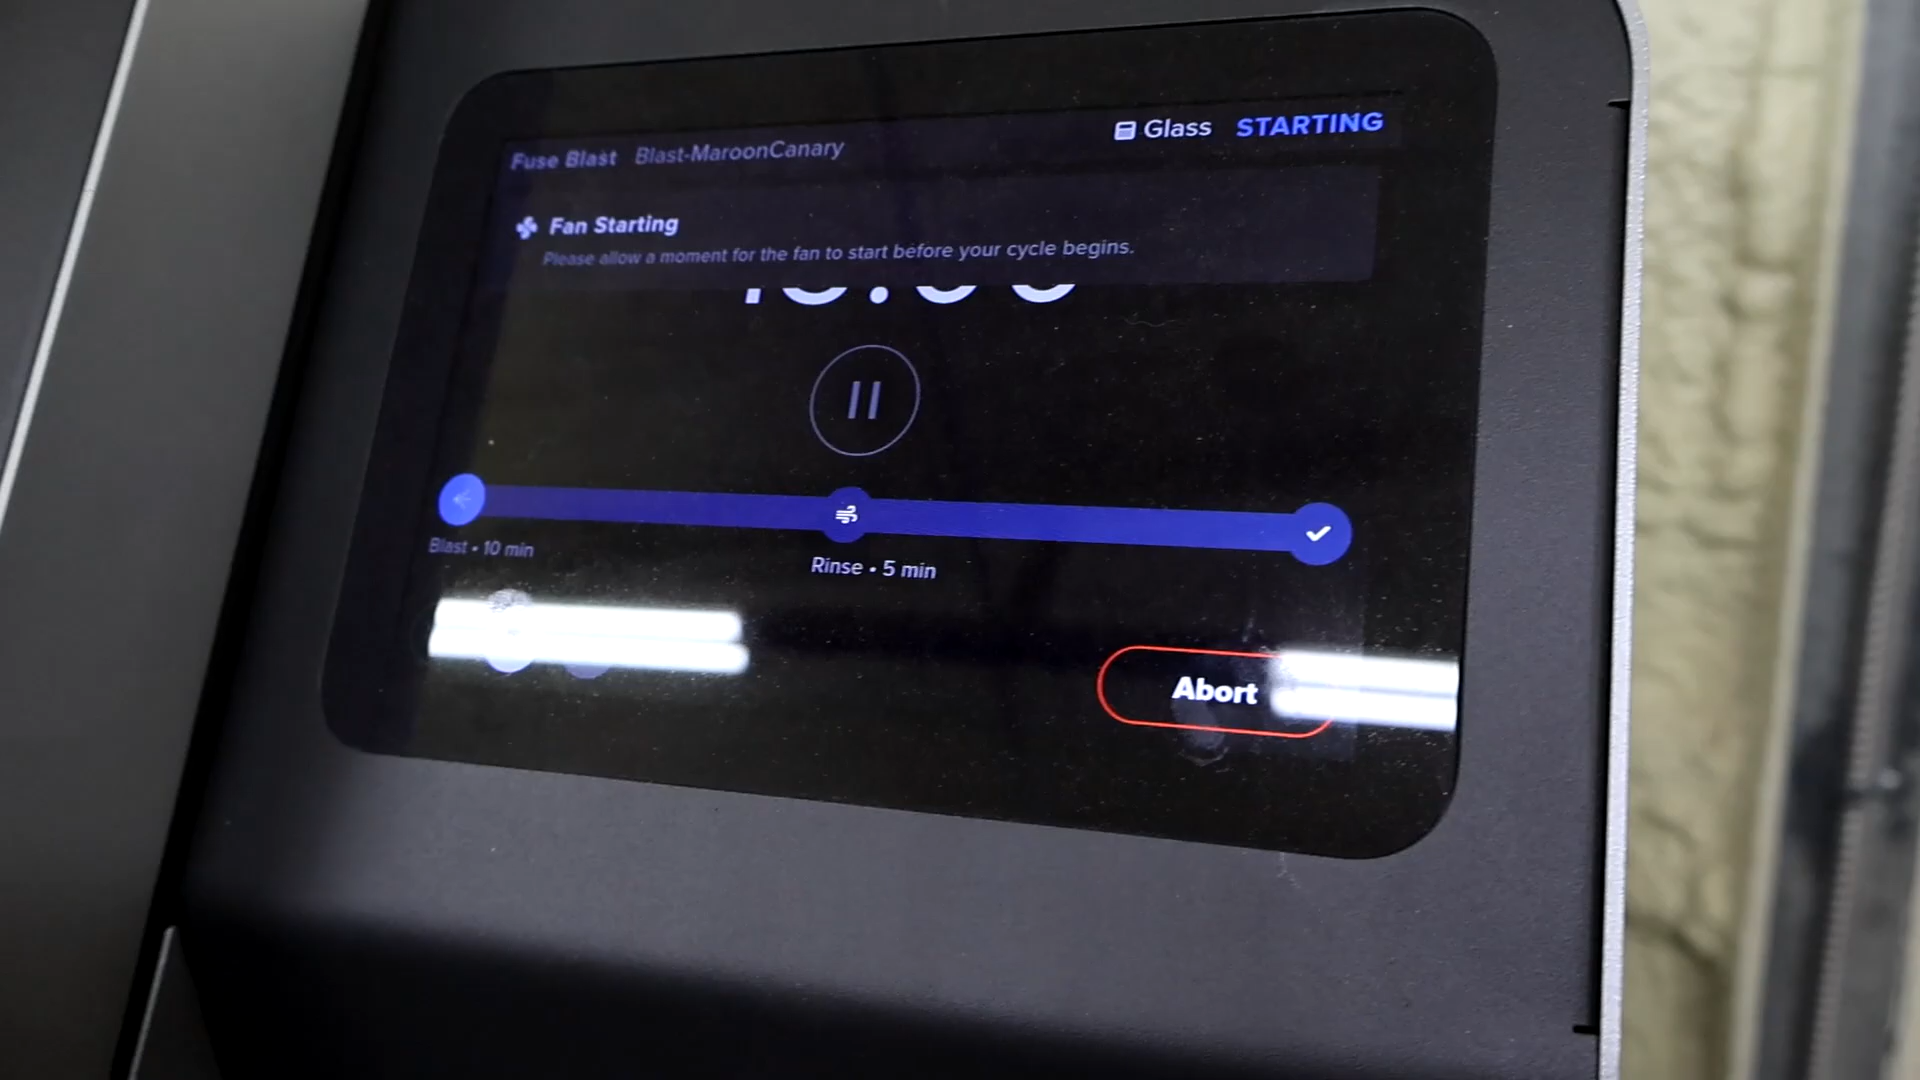 Fuse Blast Blast-MaroonCanary Glass STARTING
Fan Starting
Please allow a moment for the fan to start before your cycle begins.
Blast • 10 min
Rinse • 5 min
Abort